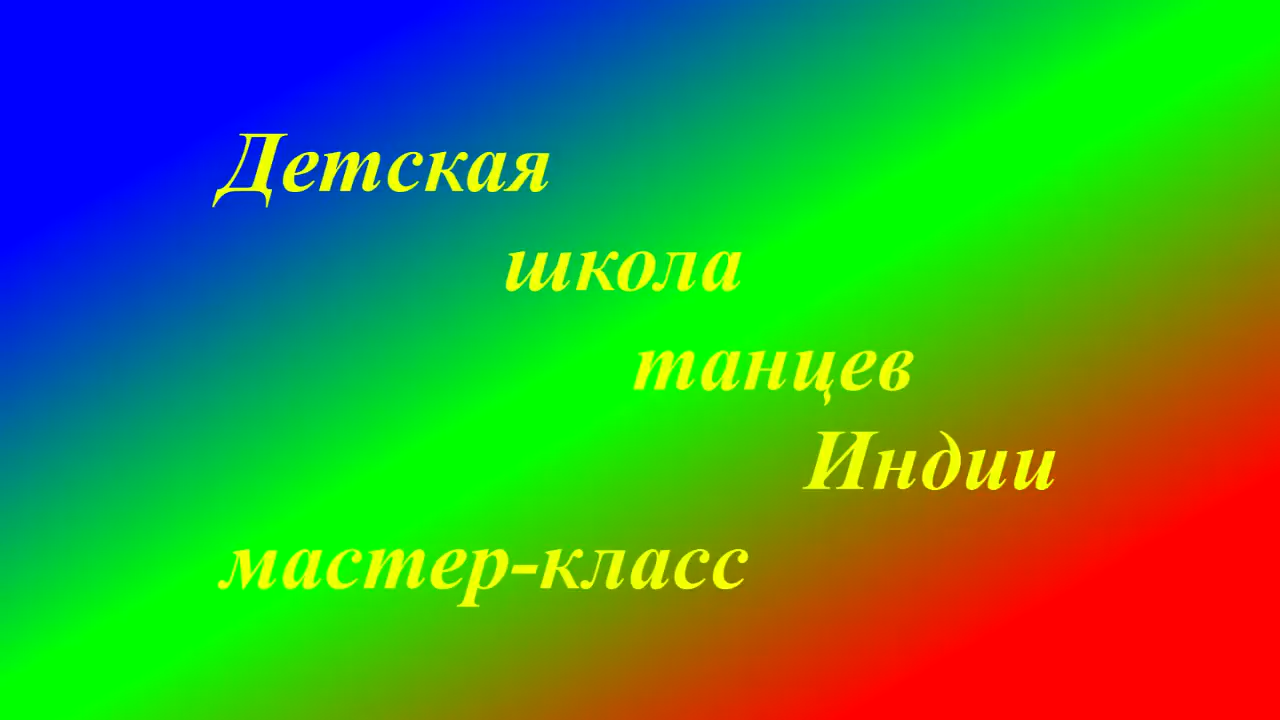 Детская
школа
танцев
Индии
мастер-класс